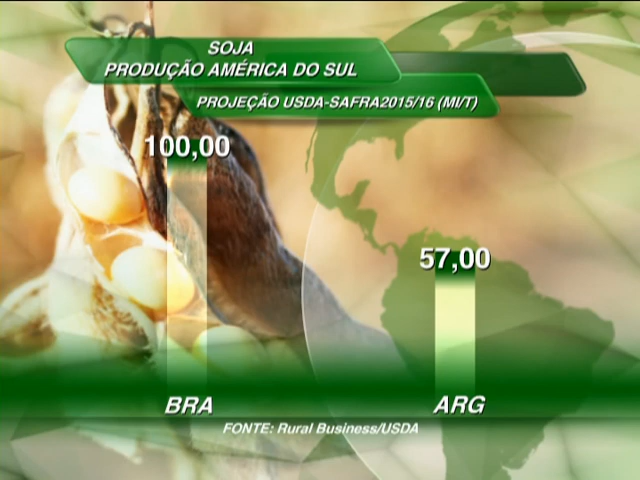 SOJA
PRODUÇÃO AMÉRICA DO SUL
PROJEÇÃO USDA-SAFRA2015/16 (MI/T)
100,00
57,00
BRA
ARG
FONTE: Rural Business/USDA